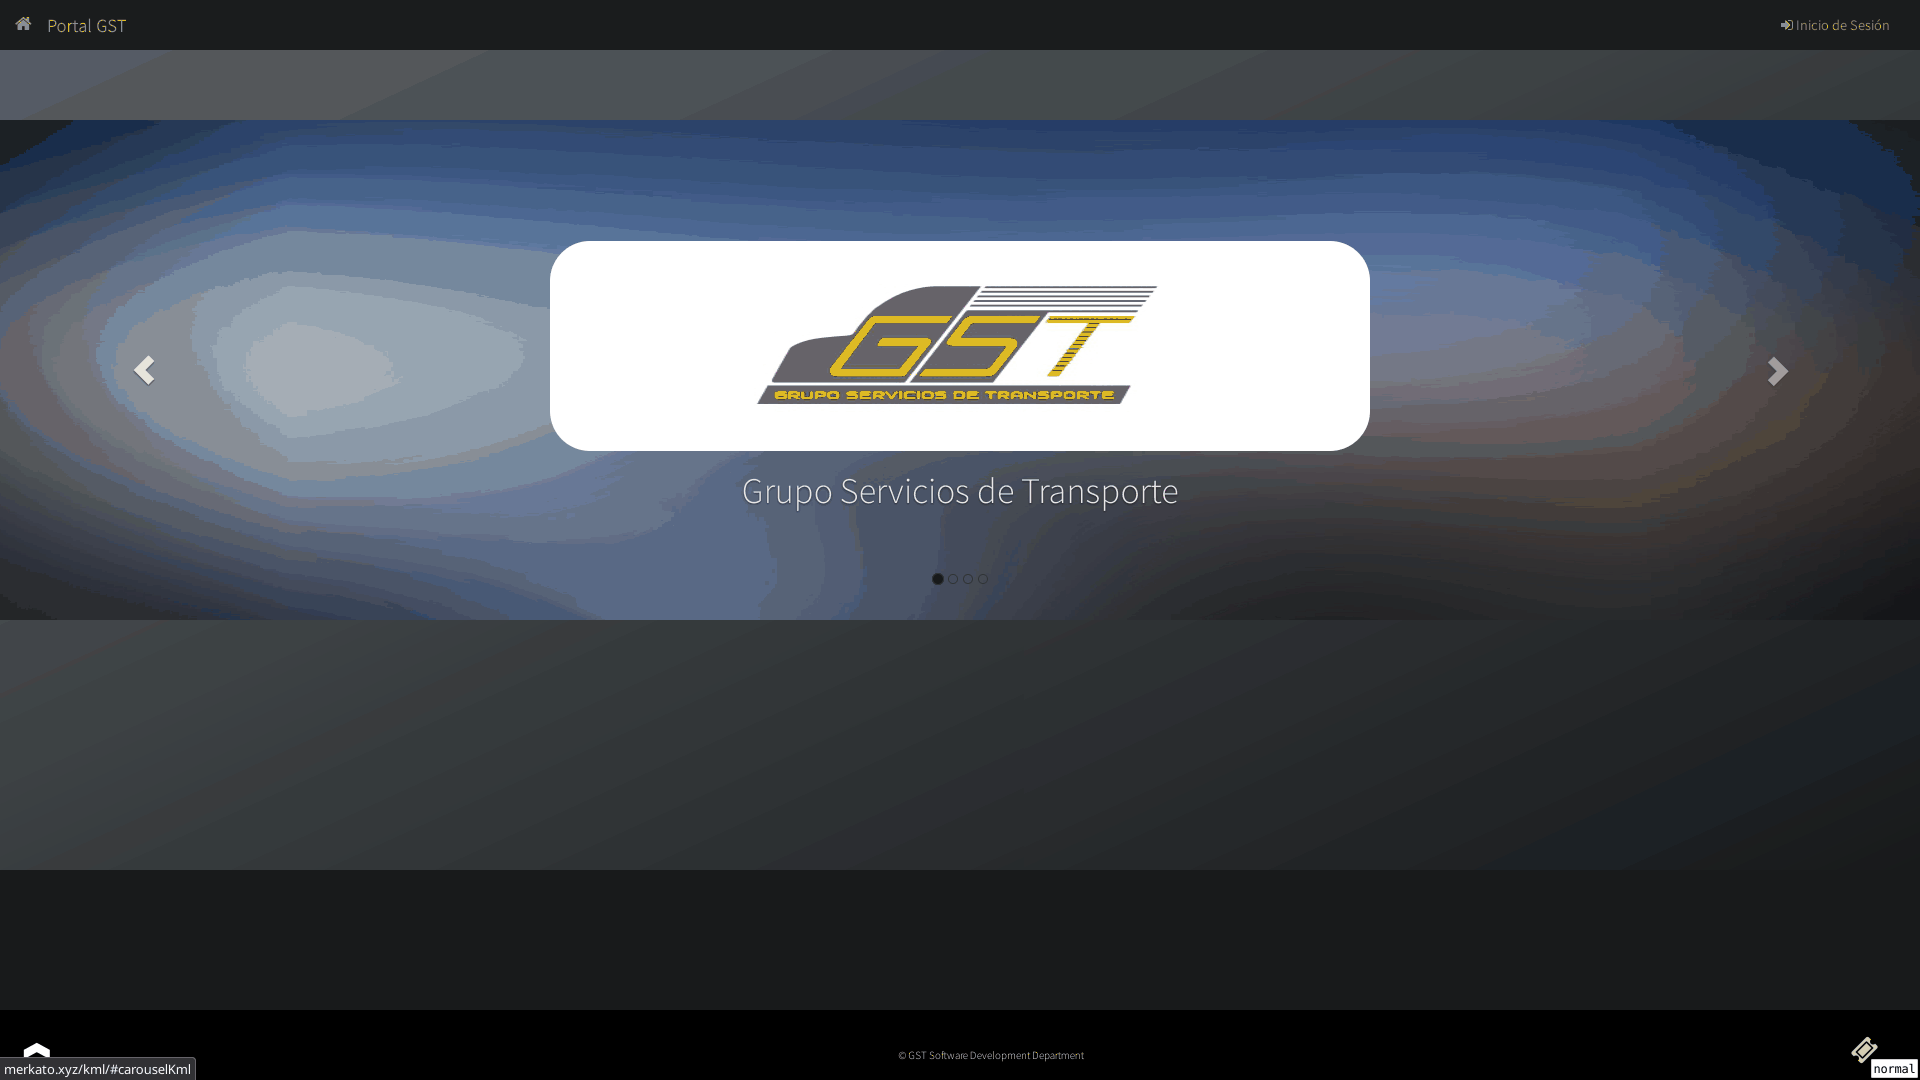 Portal GST
Inicio de Sesión
GST
GRUPO SERVICIOS DE TRANSPORTE
Grupo Servicios de Transporte
© GST Software Development Department
merkato.xyz/kml/#carouselKml
normal